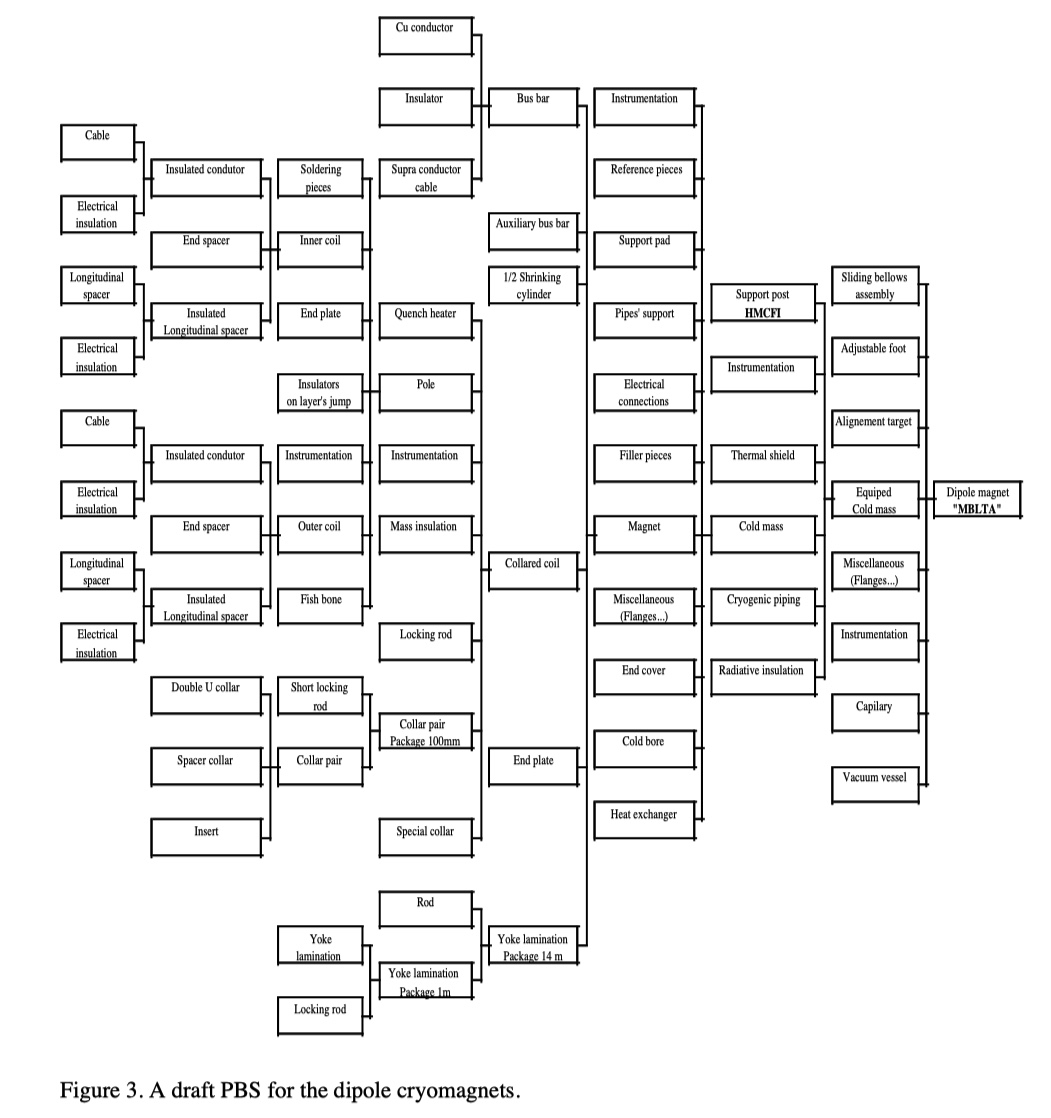 Cu conductor
Insulator
Bus bar
Instrumentation
Cable
Insulated condutor
Soldering
pieces
Supra conductor
cable
Reference pieces
Electrical
insulation
Auxiliary bus bar
End spacer
Inner coil
Support pad
Longitudinal
spacer
1/2 Shrinking
cylinder
Sliding bellows
assembly
Support post
HMCFI
Insulated
Longitudinal spacer
End plate
Quench heater
Pipes' support
Electrical
insulation
Adjustable foot
Instrumentation
Insulators
on layer's jump
Pole
Electrical
connections
Cable
Alignement target
Insulated condutor
Instrumentation
Instrumentation
Filler pieces
Thermal shield
Electrical
insulation
Equiped
Cold mass
Dipole magnet
"MBLTA"
End spacer
Outer coil
Mass insulation
Magnet
Cold mass
Longitudinal
spacer
Collared coil
Miscellaneous
(Flanges...)
Insulated
Longitudinal spacer
Fish bone
Miscellaneous
(Flanges...)
Cryogenic piping
Electrical
insulation
Locking rod
Instrumentation
End cover
Radiative insulation
Double U collar
Short locking
rod
Capilary
Collar pair
Package 100mm
Cold bore
Spacer collar
Collar pair
End plate
Vacuum vessel
Heat exchanger
Insert
Special collar
Rod
Yoke
lamination
Yoke lamination
Package 14 m
Yoke lamination
Package 1m
Locking rod
Figure 3. A draft PBS for the dipole cryomagnets.